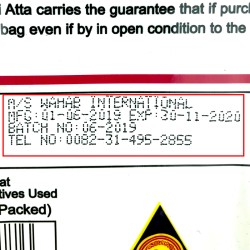 i Atta carries the guarantee that if purch
bag even if by in open condition to the
A/S WAHAB INTERNATIONAL
MFG:01-06-2019 EXP:30-11-2020
BATCH NO:06-2019
TEL NO:0082-31-495-2855
at
tives Used
Packed)